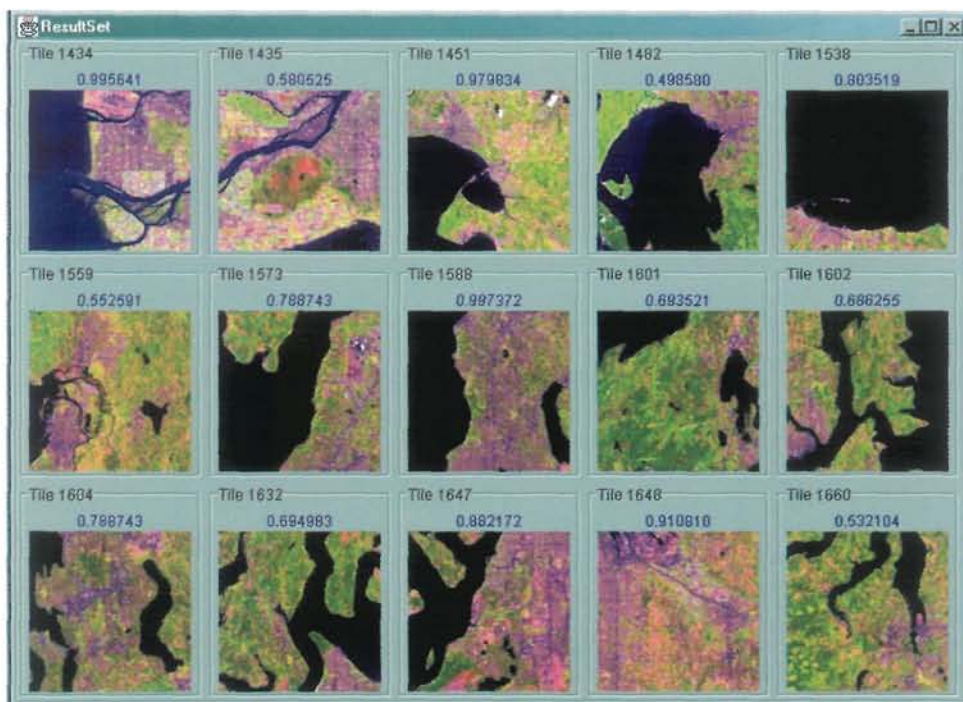 ResultSet
Tile 1434 Tile 1435 Tile 1451 Tile 1482 Tile 1538
0.995641 0.580525 0.979834 0.498580 0.803519
Tile 1559 Tile 1573 Tile 1588 Tile 1601 Tile 1602
0.552591 0.788743 0.997372 0.693521 0.686255
Tile 1604 Tile 1632 Tile 1647 Tile 1648 Tile 1660
0.788743 0.694983 0.882172 0.910810 0.532104